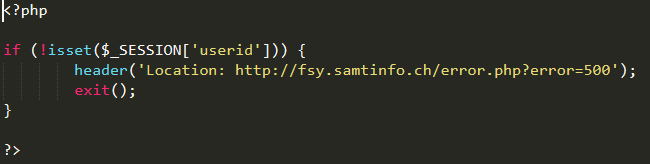 <?php
if (!isset($_SESSION['userid'])) {
header('Location: http://fsy.samtinfo.ch/error.php?error=500');
exit();
}
?>